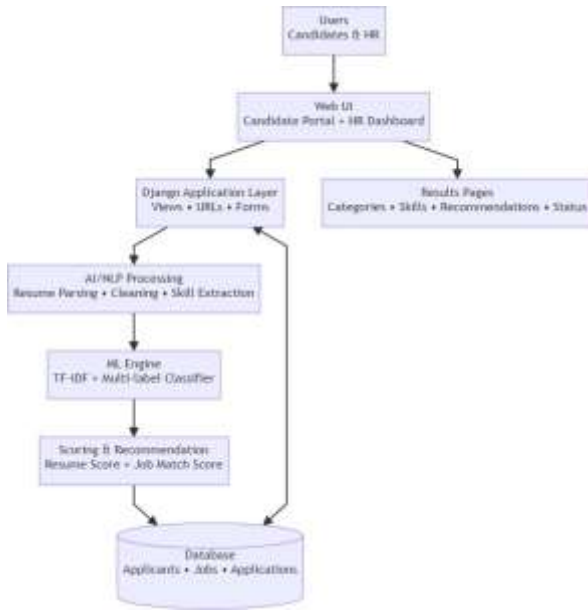 Users
Candidates & HR
Web UI
Candidate Portal + HR Dashboard
Django Application Layer
Views • URLs • Forms
Results Pages
Categories • Skills • Recommendations • Status
AI/NLP Processing
Resume Parsing • Cleaning • Skill Extraction
ML Engine
TF-IDF + Multi-label Classifier
Scoring & Recommendation
Resume Score + Job Match Score
Database
Applicants • Jobs • Applications